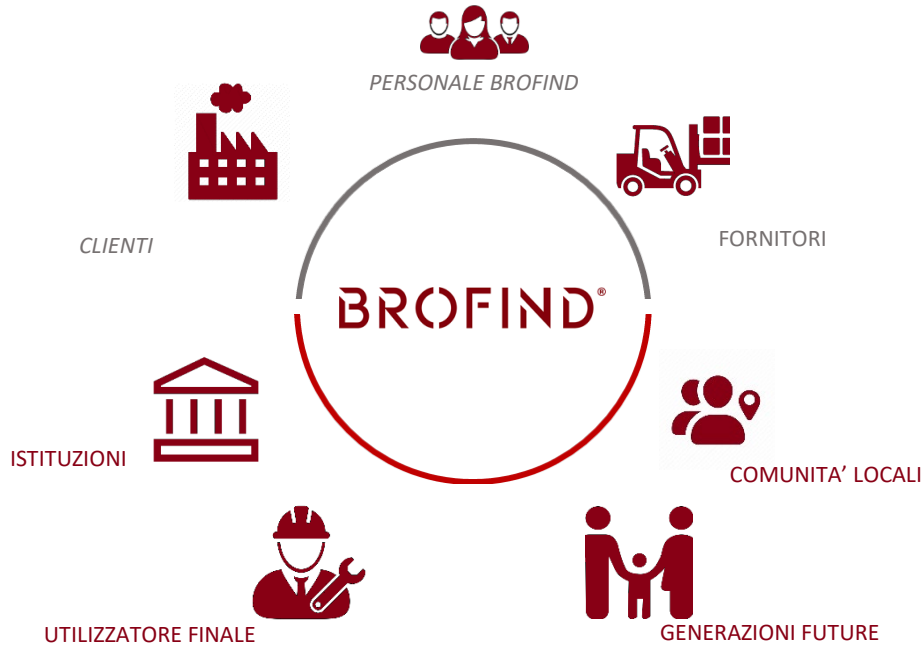 PERSONALE BROFIND
CLIENTI
FORNITORI
BROFIND®
ISTITUZIONI
COMUNITA’ LOCALI
UTILIZZATORE FINALE
GENERAZIONI FUTURE